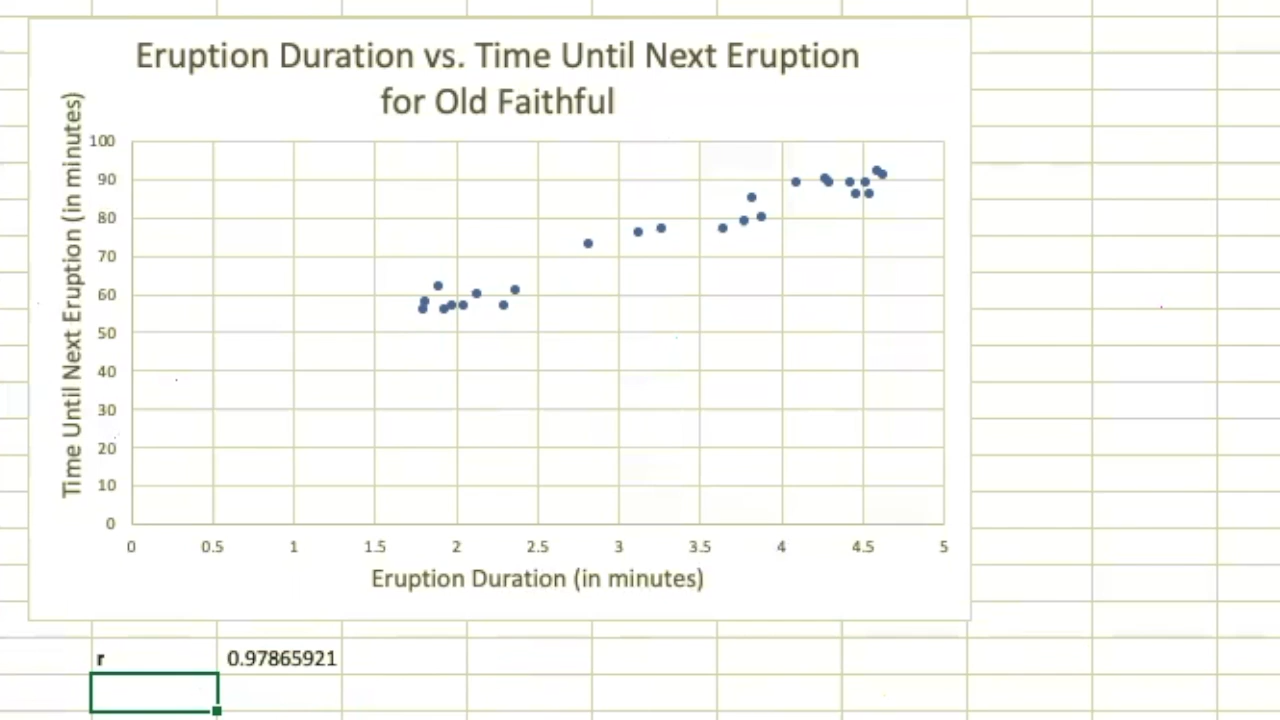 Eruption Duration vs. Time Until Next Eruption
for Old Faithful
Time Until Next Eruption (in minutes)
100
90
80
70
60
50
40
30
20
10
0
0 0.5 1 1.5 2 2.5 3 3.5 4 4.5 5
Eruption Duration (in minutes)
r 0.97865921